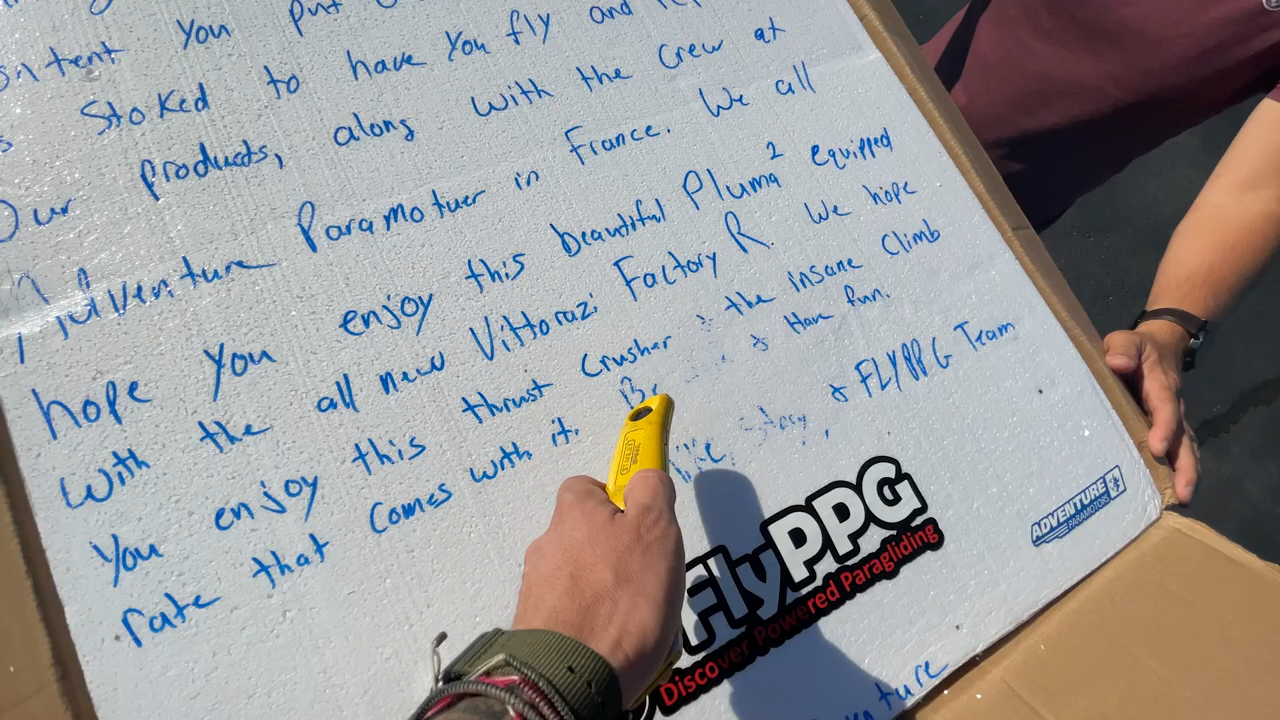 you put
content you fly and
stoked to have you
Our products, along with the crew at
Adventure Paramotuer in France. We all
hope you enjoy this beautiful Pluma² equipped
with the all new Vittorazi Factory R. We hope
you enjoy this thrust crusher & the insane climb
rate that comes with it. & Have fun.
& FLYPPG Team
FlyPPG
Discover Powered Paragliding
ADVENTURE
PARAMOTORS